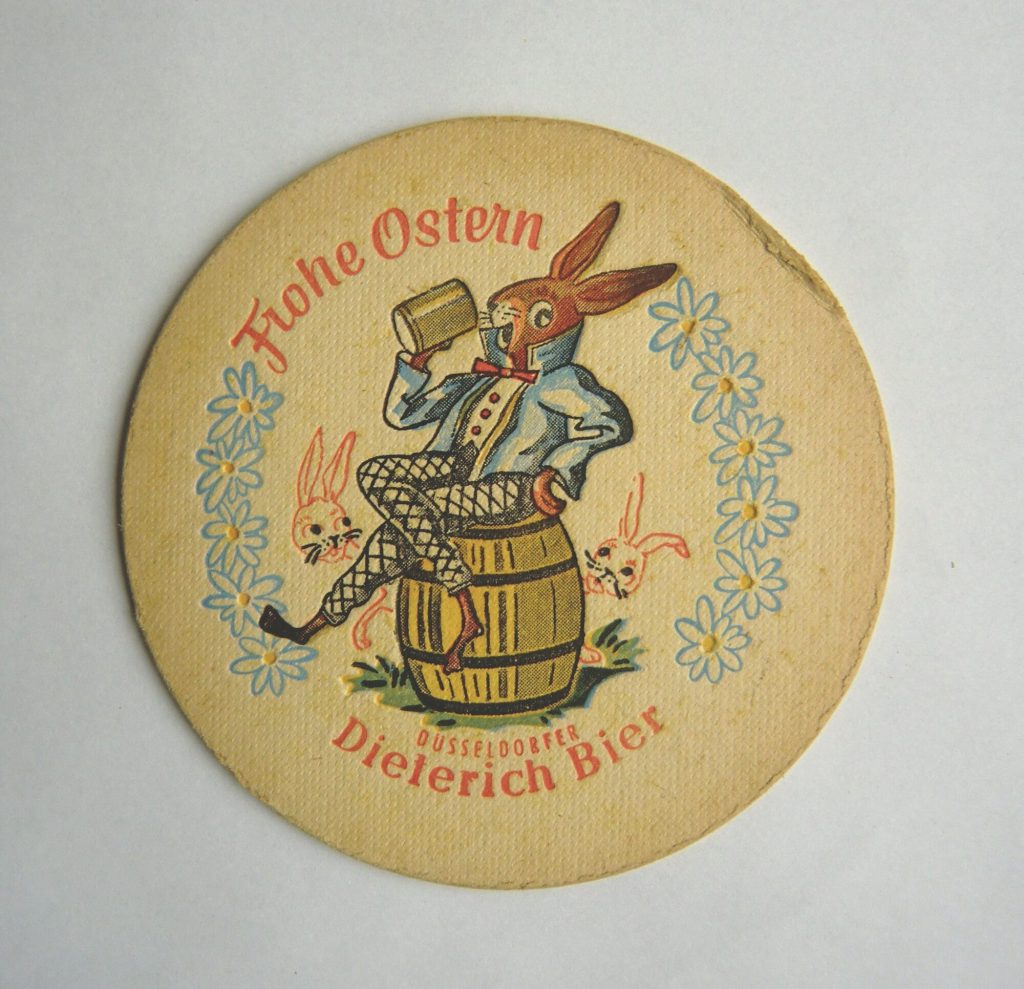 Frohe Ostern
DÜSSELDORFER
Dieterich Bier